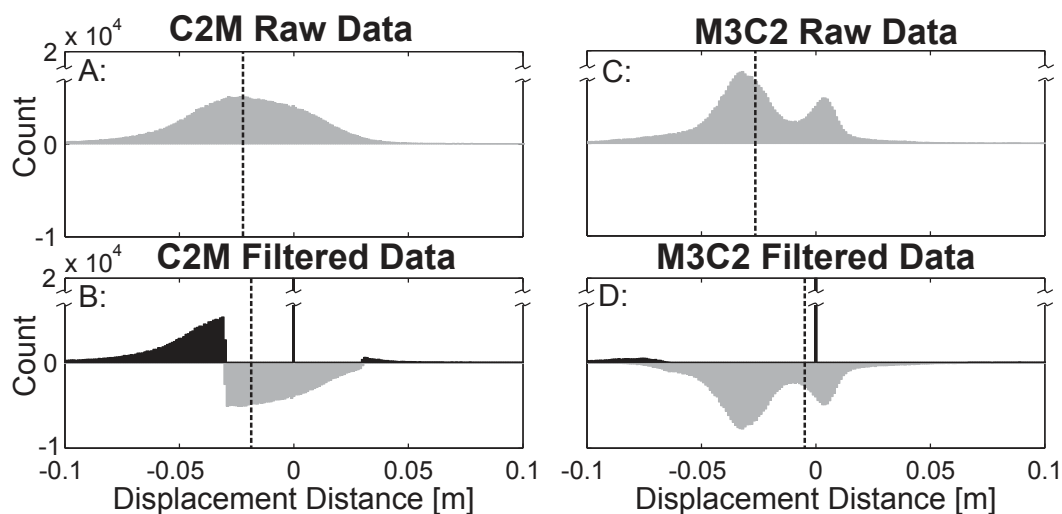 C2M Raw Data
M3C2 Raw Data
x 10^4
2
A:
C:
Count
0
-1
C2M Filtered Data
M3C2 Filtered Data
x 10^4
2
B:
D:
Count
0
-1
-0.1 -0.05 0 0.05 0.1
-0.1 -0.05 0 0.05 0.1
Displacement Distance [m]
Displacement Distance [m]